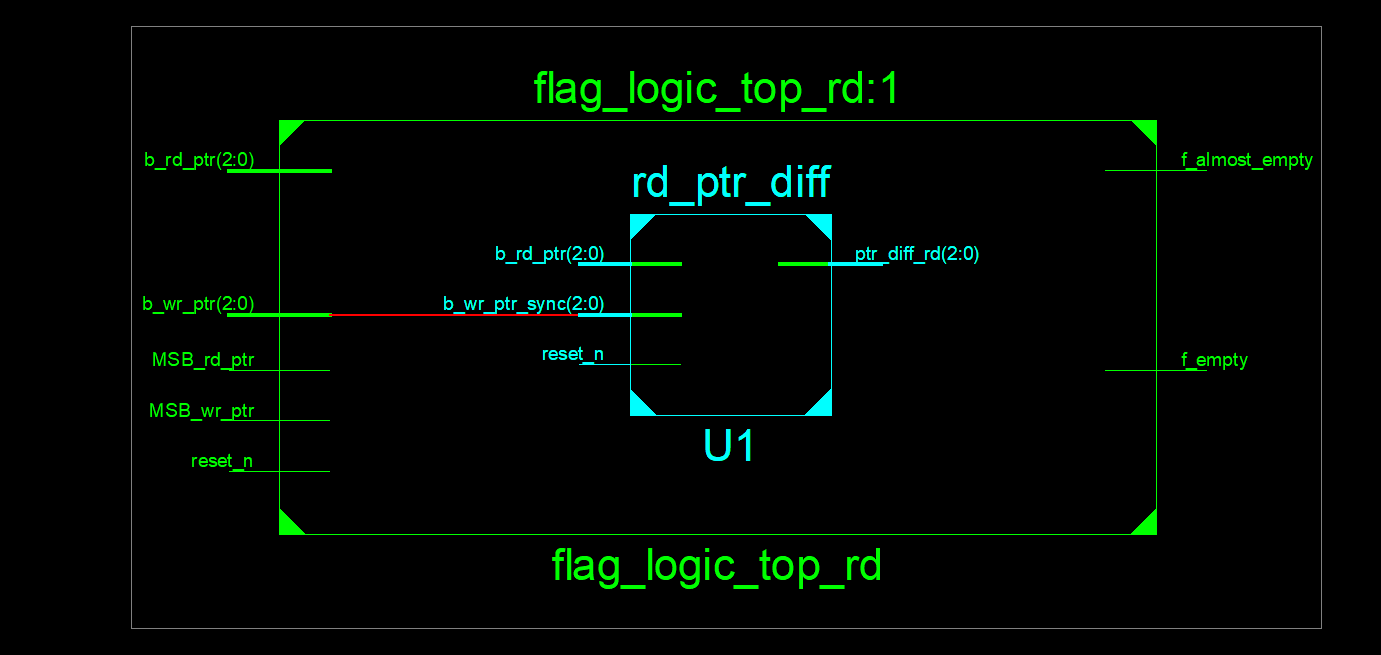 flag_logic_top_rd:1
b_rd_ptr(2:0)
f_almost_empty
rd_ptr_diff
b_rd_ptr(2:0)
ptr_diff_rd(2:0)
b_wr_ptr(2:0)
b_wr_ptr_sync(2:0)
MSB_rd_ptr
reset_n
f_empty
MSB_wr_ptr
U1
reset_n
flag_logic_top_rd